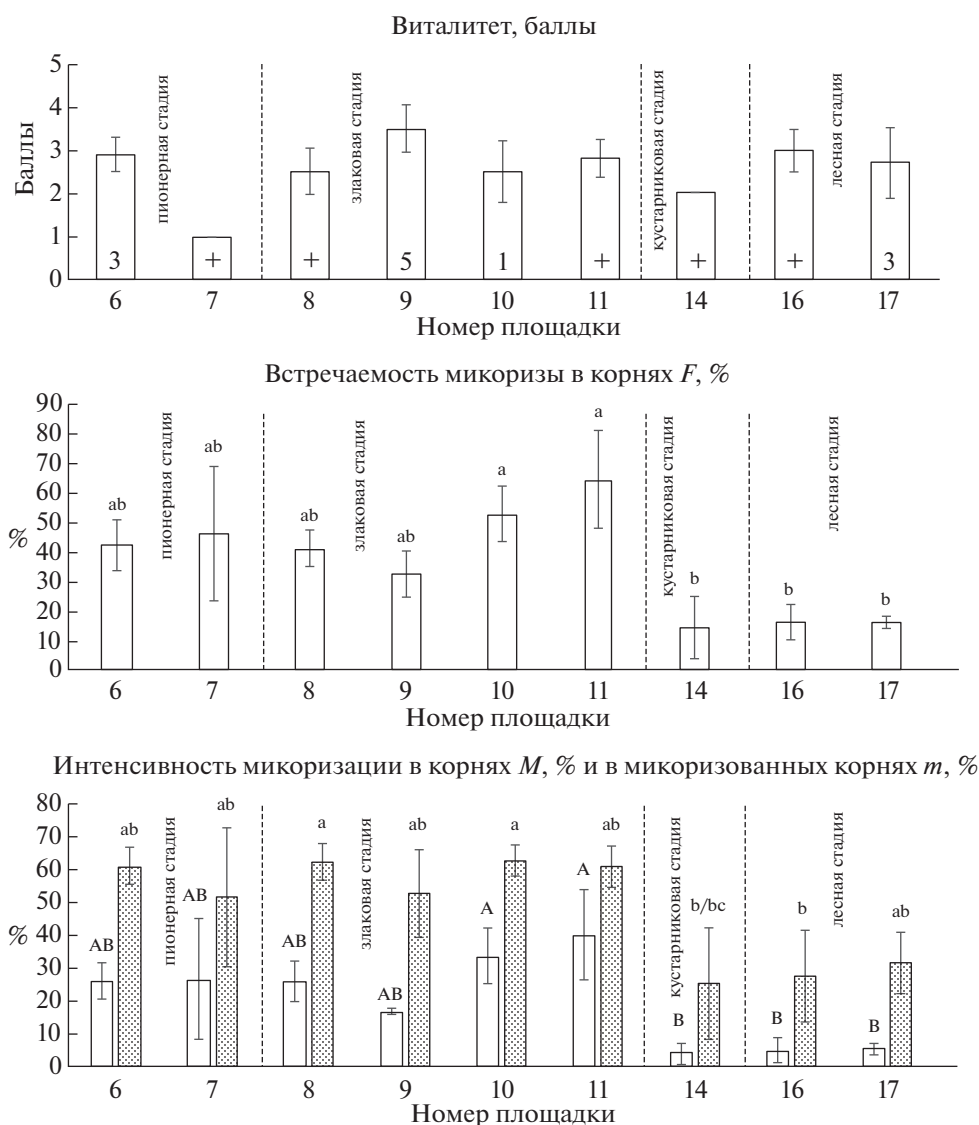 Виталитет, баллы
5
4
3
2
1
0
Баллы
пионерная стадия
злаковая стадия
кустарниковая стадия
лесная стадия
3 + + 5 1 + + + 3
6 7 8 9 10 11 14 16 17
Номер площадки
Встречаемость микоризы в корнях F, %
90
80
70
60
50
40
30
20
10
0
%
пионерная стадия
злаковая стадия
кустарниковая стадия
лесная стадия
ab ab ab ab a a b b b
6 7 8 9 10 11 14 16 17
Номер площадки
Интенсивность микоризации в корнях M, % и в микоризованных корнях m, %
80
70
60
50
40
30
20
10
0
%
пионерная стадия
злаковая стадия
кустарниковая стадия
лесная стадия
ab ab a ab a ab b/bc b ab
AB AB AB AB A A B B B
6 7 8 9 10 11 14 16 17
Номер площадки